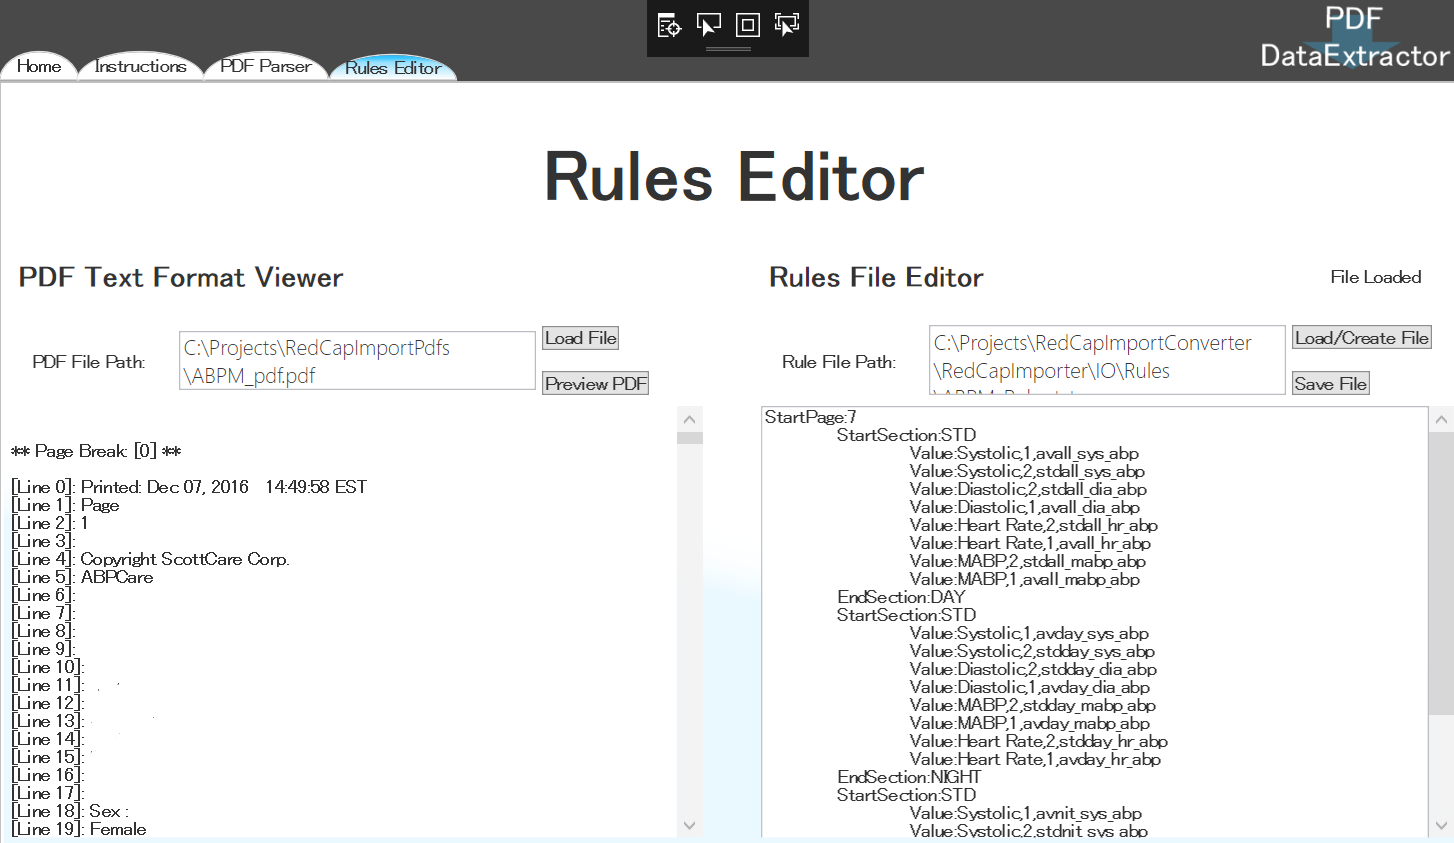 PDF
DataExtractor
Home
Instructions
PDF Parser
Rules Editor
Rules Editor
PDF Text Format Viewer
PDF File Path:
C:\Projects\RedCapImportPdfs
\ABPM_pdf.pdf
Load File
Preview PDF
** Page Break: [0] **
[Line 0]: Printed: Dec 07, 2016 14:49:58 EST
[Line 1]: Page
[Line 2]: 1
[Line 3]:
[Line 4]: Copyright ScottCare Corp.
[Line 5]: ABPCare
[Line 6]:
[Line 7]:
[Line 8]:
[Line 9]:
[Line 10]:
[Line 11]:
[Line 12]:
[Line 13]:
[Line 14]:
[Line 15]:
[Line 16]:
[Line 17]:
[Line 18]: Sex :
[Line 19]: Female
Rules File Editor
File Loaded
Rule File Path:
C:\Projects\RedCapImportConverter
\RedCapImporter\IO\Rules
Load/Create File
Save File
StartPage:7
StartSection:STD
Value:Systolic,1,avall_sys_abp
Value:Systolic,2,stdall_sys_abp
Value:Diastolic,2,stdall_dia_abp
Value:Diastolic,1,avall_dia_abp
Value:Heart Rate,2,stdall_hr_abp
Value:Heart Rate,1,avall_hr_abp
Value:MABP,2,stdall_mabp_abp
Value:MABP,1,avall_mabp_abp
EndSection:DAY
StartSection:STD
Value:Systolic,1,avday_sys_abp
Value:Systolic,2,stdday_sys_abp
Value:Diastolic,2,stdday_dia_abp
Value:Diastolic,1,avday_dia_abp
Value:MABP,2,stdday_mabp_abp
Value:MABP,1,avday_mabp_abp
Value:Heart Rate,2,stdday_hr_abp
Value:Heart Rate,1,avday_hr_abp
EndSection:NIGHT
StartSection:STD
Value:Systolic,1,avnit_sys_abp
Value:Systolic,2,stdnit_sys_abp